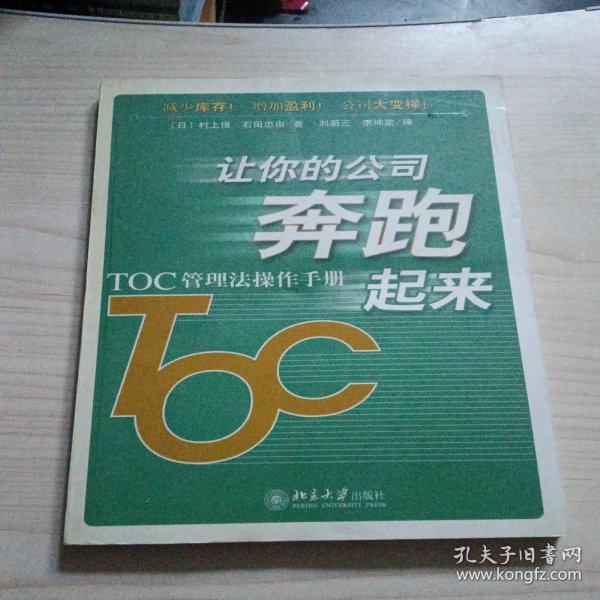 减少库存! 增加盈利! 公司大变样!
〔日〕村上悟 石田忠由 著 刘蔚三 李坤堂 译
让你的公司
奔跑
TOC管理法操作手册
起来
TOC
北京大学出版社
PEKING UNIVERSITY PRESS
孔夫子旧书网
www.kongfz.com